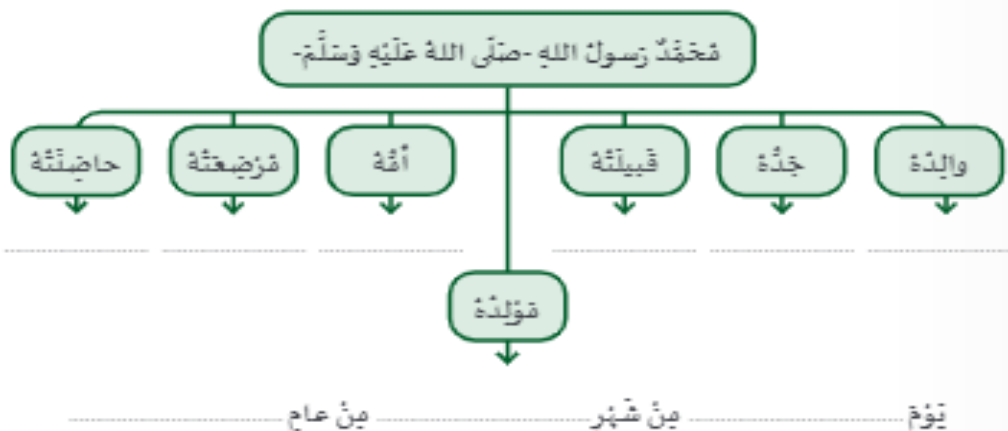 مُحَمَّدٌ رَسولُ اللهِ -صَلّى اللهُ عَلَيْهِ وَسَلَّمَ-
والِدُهُ جَدُّهُ قَبيلَتُهُ أُمُّهُ مُرْضِعَتُهُ حاضِنَتُهُ
مَوْلِدُهُ
يَوْمَ ........ مِنْ شَهْرِ ........ مِنْ عامِ ........